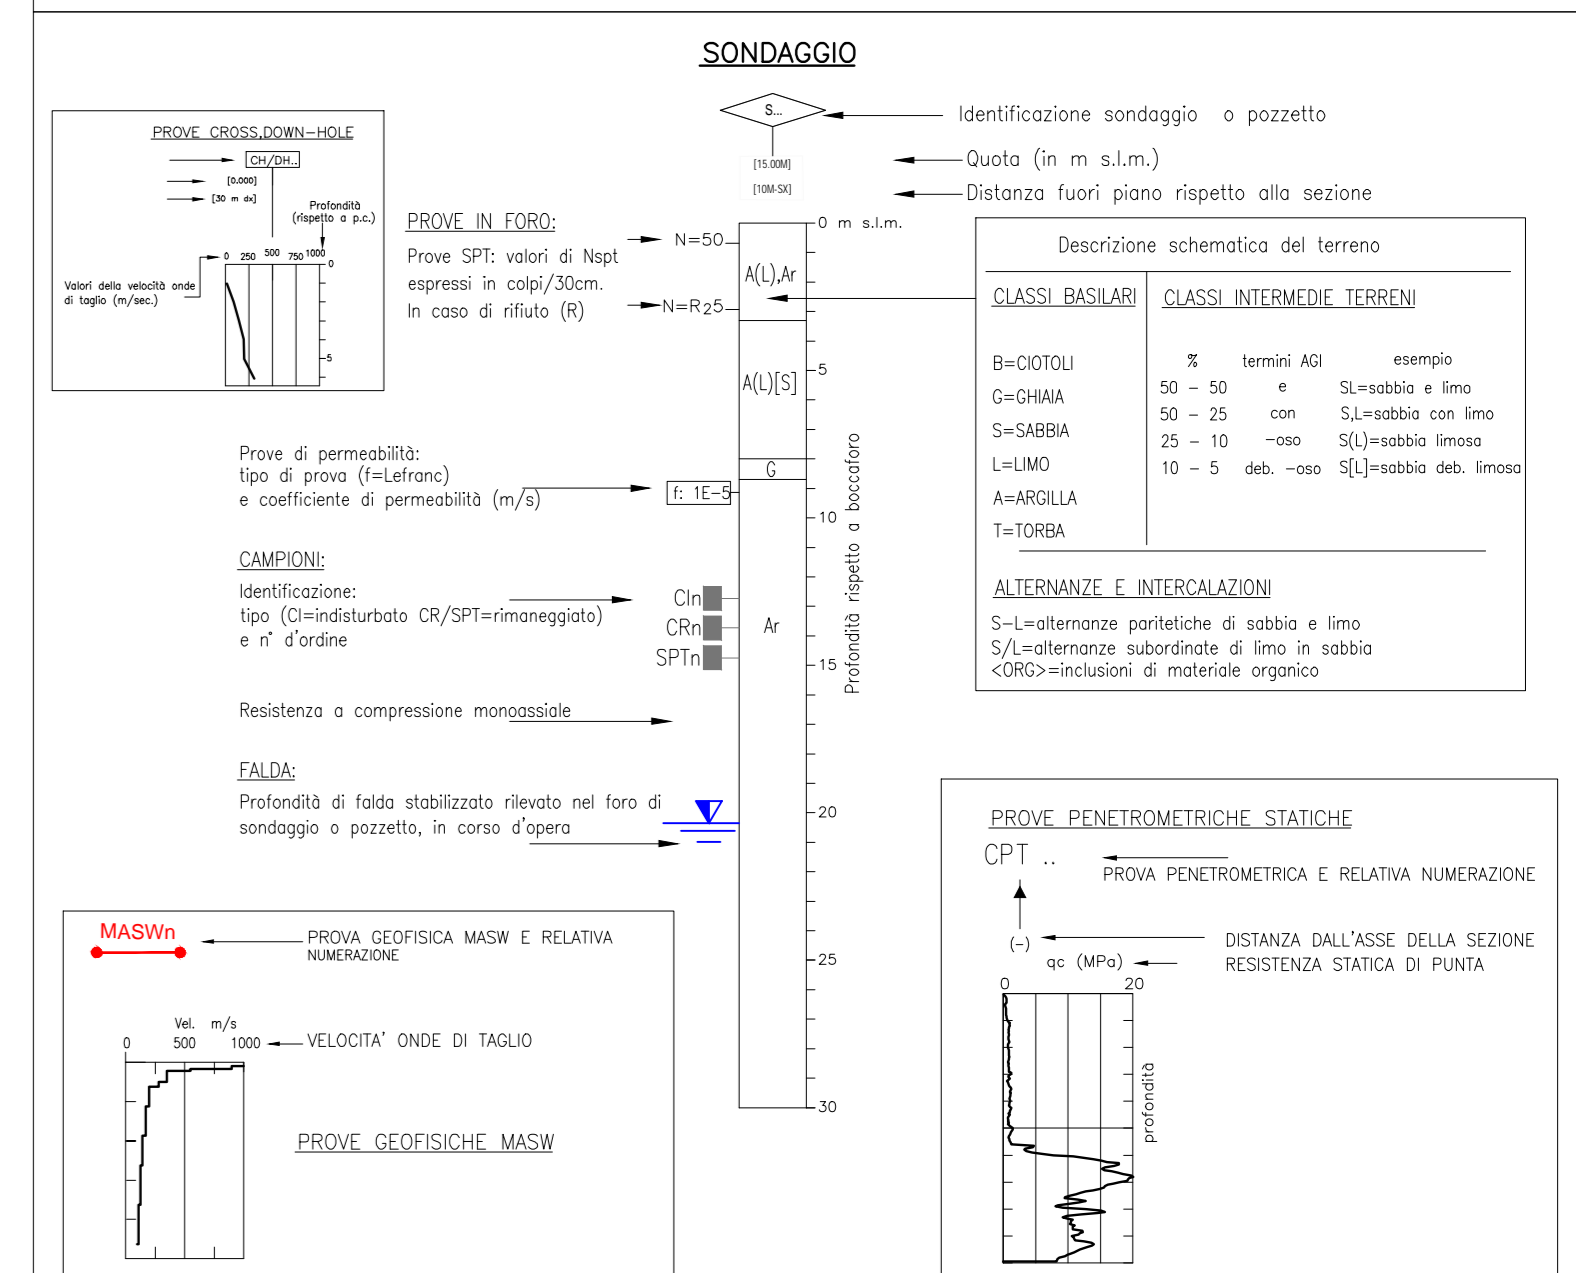 SONDAGGIO
S...
Identificazione sondaggio o pozzetto
[15.00M]
Quota (in m s.l.m.)
[10M-SX]
Distanza fuori piano rispetto alla sezione
PROVE CROSS,DOWN-HOLE
CH/DH..
[0.000]
[30 m dx]
Profondità
(rispetto a p.c.)
0 250 500 750 1000
0
5
Valori della velocità onde
di taglio (m/sec.)
PROVE IN FORO:
Prove SPT: valori di Nspt
espressi in colpi/30cm.
In caso di rifiuto (R)
N=50
N=R25
0 m s.l.m.
5
10
15
20
25
30
A(L),Ar
A(L)[S]
G
Ar
Profondità rispetto a boccaforo
Prove di permeabilità:
tipo di prova (f=Lefranc)
e coefficiente di permeabilità (m/s)
f: 1E-5
CAMPIONI:
Identificazione:
tipo (CI=indisturbato CR/SPT=rimaneggiato)
e n° d'ordine
CIn
CRn
SPTn
Resistenza a compressione monoassiale
FALDA:
Profondità di falda stabilizzato rilevato nel foro di
sondaggio o pozzetto, in corso d'opera
Descrizione schematica del terreno
CLASSI BASILARI
B=CIOTOLI
G=GHIAIA
S=SABBIA
L=LIMO
A=ARGILLA
T=TORBA
CLASSI INTERMEDIE TERRENI
% termini AGI esempio
50 - 50 e SL=sabbia e limo
50 - 25 con S,L=sabbia con limo
25 - 10 -oso S(L)=sabbia limosa
10 - 5 deb. -oso S[L]=sabbia deb. limosa
ALTERNANZE E INTERCALAZIONI
S-L=alternanze paritetiche di sabbia e limo
S/L=alternanze subordinate di limo in sabbia
<ORG>=inclusioni di materiale organico
MASWn
PROVA GEOFISICA MASW E RELATIVA
NUMERAZIONE
Vel. m/s
0 500 1000
VELOCITA' ONDE DI TAGLIO
PROVE GEOFISICHE MASW
PROVE PENETROMETRICHE STATICHE
CPT ..
PROVA PENETROMETRICA E RELATIVA NUMERAZIONE
(-)
DISTANZA DALL'ASSE DELLA SEZIONE
qc (MPa)
RESISTENZA STATICA DI PUNTA
0 20
profondità